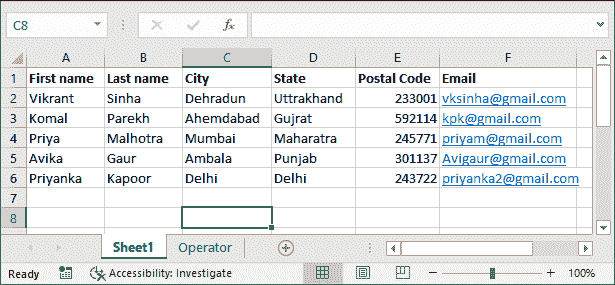 C8 fx
A B C D E F
1 First name Last name City State Postal Code Email
2 Vikrant Sinha Dehradun Uttrakhand 233001 vksinha@gmail.com
3 Komal Parekh Ahemdabad Gujrat 592114 kpk@gmail.com
4 Priya Malhotra Mumbai Maharatra 245771 priyam@gmail.com
5 Avika Gaur Ambala Punjab 301137 Avigaur@gmail.com
6 Priyanka Kapoor Delhi Delhi 243722 priyanka2@gmail.com
7
8
Sheet1 Operator
Ready Accessibility: Investigate 100%